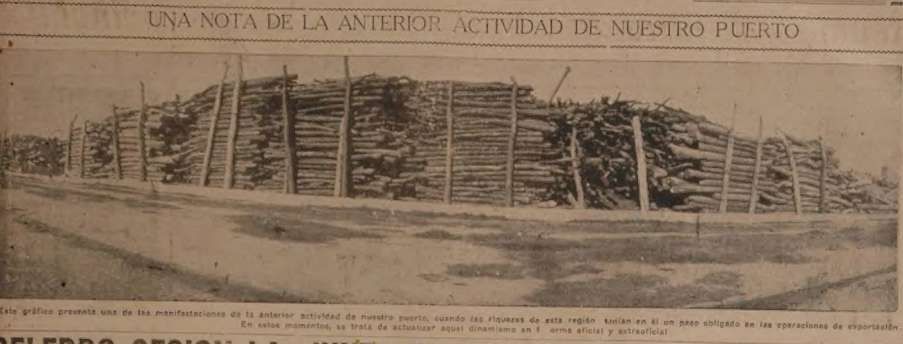 UNA NOTA DE LA ANTERIOR ACTIVIDAD DE NUESTRO PUERTO
Este gráfico presenta una de las manifestaciones de la anterior actividad de nuestro puerto, cuando las riquezas de esta región tenían en él un paso obligado en las operaciones de exportación.
En estos momentos, se trata de actualizar aquel dinamismo en f orma oficial y extraoficial